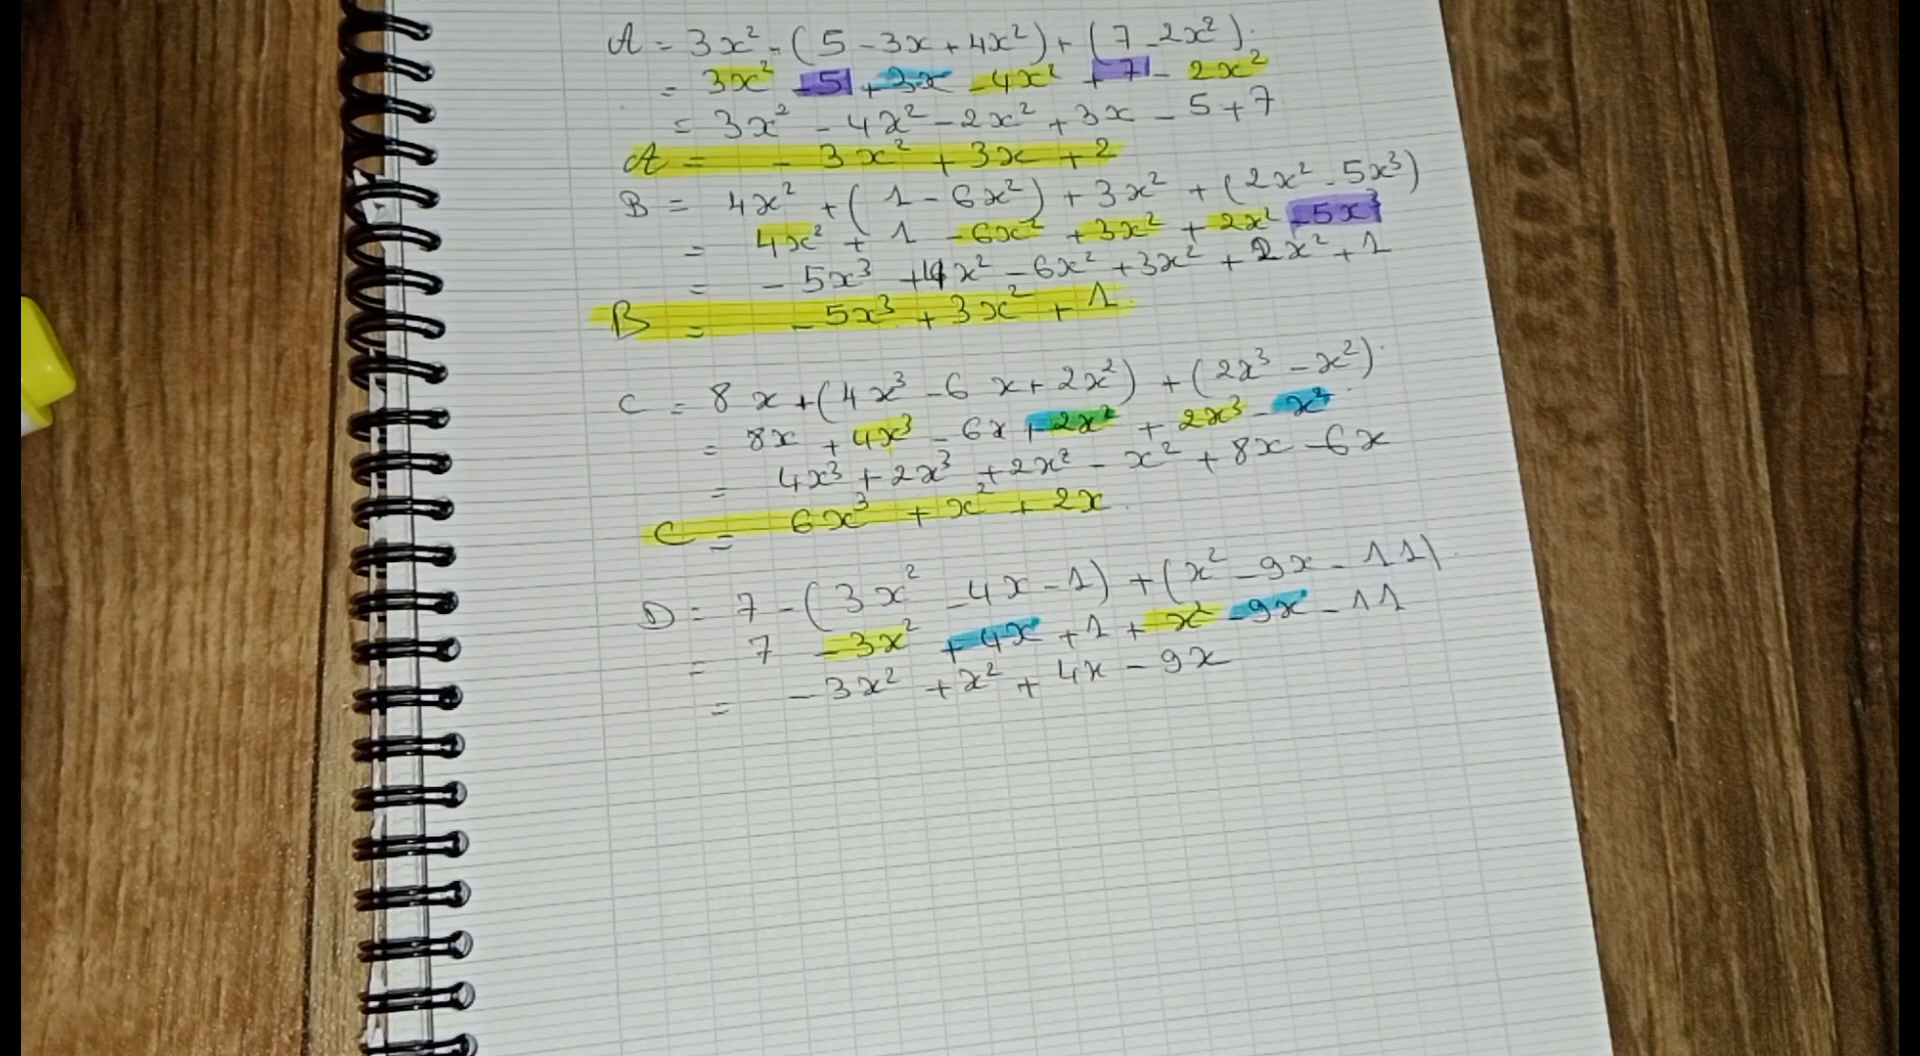 A = 3x² - (5 - 3x + 4x²) + (7 - 2x²).
= 3x² - 5 + 3x - 4x² + 7 - 2x²
= 3x² - 4x² - 2x² + 3x - 5 + 7
A = - 3x² + 3x + 2
B = 4x² + (1 - 6x²) + 3x² + (2x² - 5x³)
= 4x² + 1 - 6x² + 3x² + 2x² - 5x³
= - 5x³ + 4x² - 6x² + 3x² + 2x² + 1
B = - 5x³ + 3x² + 1.
C = 8x + (4x³ - 6x + 2x²) + (2x³ - x²).
= 8x + 4x³ - 6x + 2x² + 2x³ - x².
= 4x³ + 2x³ + 2x² - x² + 8x - 6x
C = 6x³ + x² + 2x.
D = 7 - (3x² - 4x - 1) + (x² - 9x - 11).
= 7 - 3x² + 4x + 1 + x² - 9x - 11
= - 3x² + x² + 4x - 9x